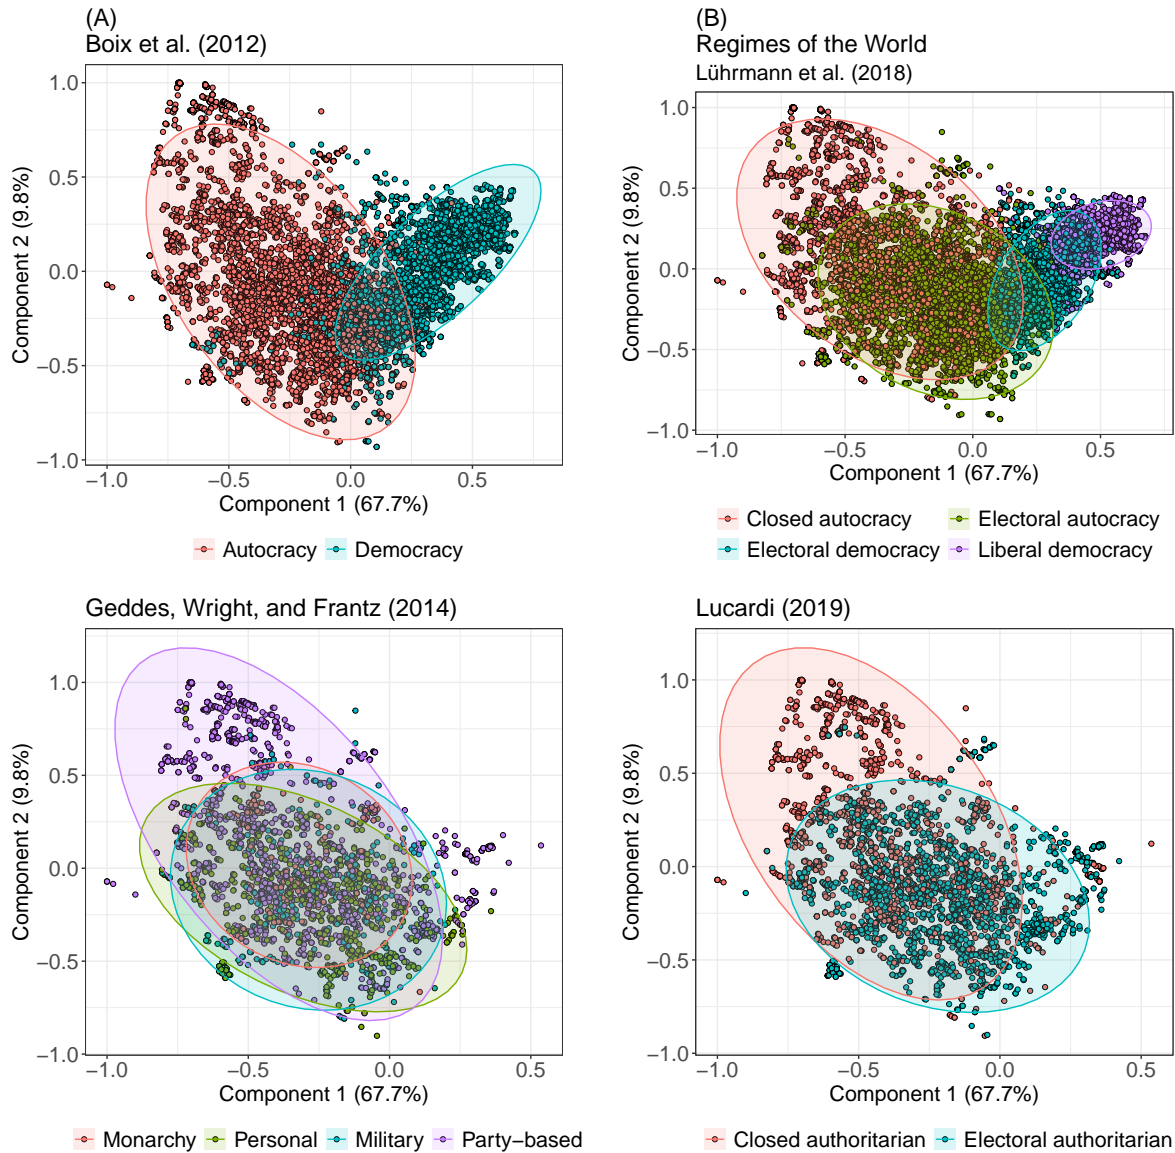 (A)
Boix et al. (2012)
1.0
0.5
0.0
−0.5
−1.0
Component 2 (9.8%)
−1.0 −0.5 0.0 0.5
Component 1 (67.7%)
Autocracy Democracy
(B)
Regimes of the World
Lührmann et al. (2018)
1.0
0.5
0.0
−0.5
−1.0
Component 2 (9.8%)
−1.0 −0.5 0.0 0.5
Component 1 (67.7%)
Closed autocracy Electoral autocracy
Electoral democracy Liberal democracy
Geddes, Wright, and Frantz (2014)
1.0
0.5
0.0
−0.5
−1.0
Component 2 (9.8%)
−1.0 −0.5 0.0 0.5
Component 1 (67.7%)
Monarchy Personal Military Party−based
Lucardi (2019)
1.0
0.5
0.0
−0.5
−1.0
Component 2 (9.8%)
−1.0 −0.5 0.0 0.5
Component 1 (67.7%)
Closed authoritarian Electoral authoritarian